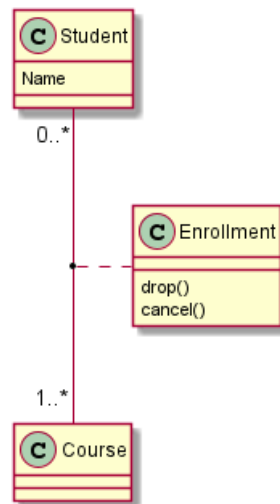 C Student
Name
0..*
C Enrollment
drop()
cancel()
1..*
C Course